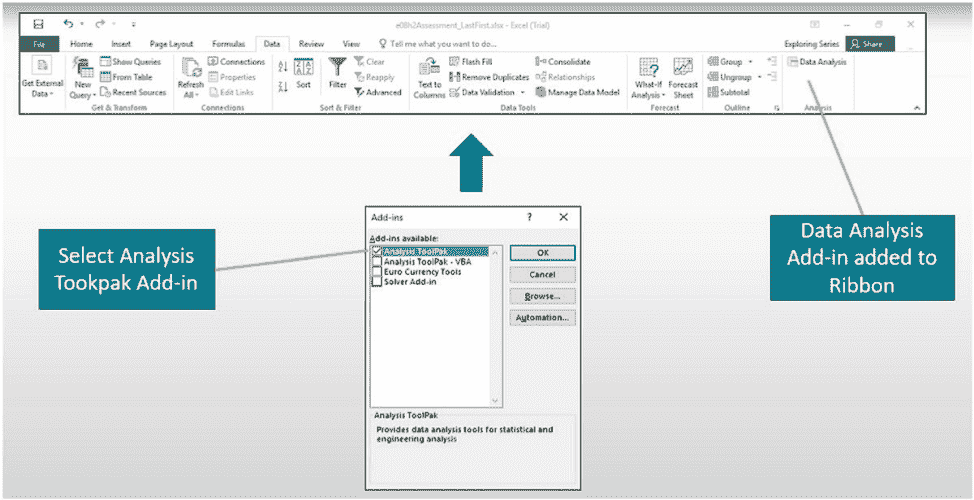 e08h2Assessment_LastFirst.xlsx - Excel (Trial)
File Home Insert Page Layout Formulas Data Review View Tell me what you want to do... Exploring Series Share
Get External Data
New Query
Show Queries
From Table
Recent Sources
Get & Transform
Refresh All
Connections
Properties
Edit Links
Connections
Sort
Filter
Clear
Reapply
Advanced
Sort & Filter
Text to Columns
Flash Fill
Remove Duplicates
Data Validation
Consolidate
Relationships
Manage Data Model
Data Tools
What-If Analysis
Forecast Sheet
Forecast
Group
Ungroup
Subtotal
Outline
Data Analysis
Analysis
Select Analysis
Tookpak Add-in
Data Analysis
Add-in added to
Ribbon
Add-ins ?
Add-ins available:
Analysis ToolPak
Analysis ToolPak - VBA
Euro Currency Tools
Solver Add-in
OK
Cancel
Browse...
Automation...
Analysis ToolPak
Provides data analysis tools for statistical and
engineering analysis